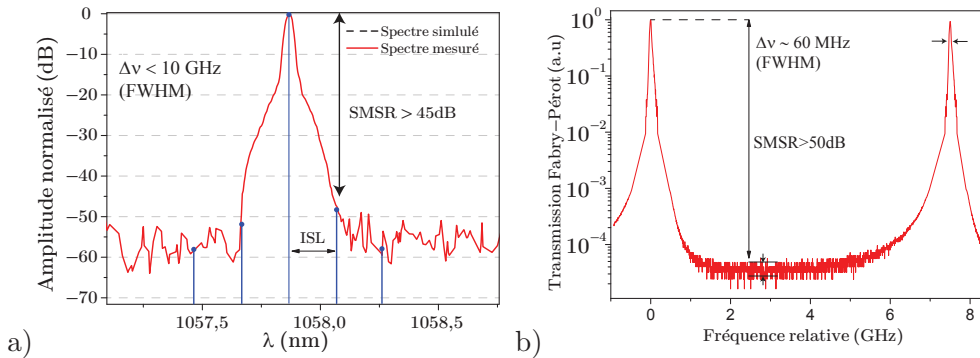 a)
Amplitude normalisé (dB)
0
−10
−20
−30
−40
−50
−60
−70
Δν < 10 GHz
(FWHM)
Spectre simlulé
Spectre mesuré
SMSR > 45dB
ISL
1057,5
1058,0
1058,5
λ (nm)
b)
Transmission Fabry−Pérot (a.u)
10⁰
10⁻¹
10⁻²
10⁻³
10⁻⁴
Δν ~ 60 MHz
(FWHM)
SMSR>50dB
0
2
4
6
8
Fréquence relative (GHz)